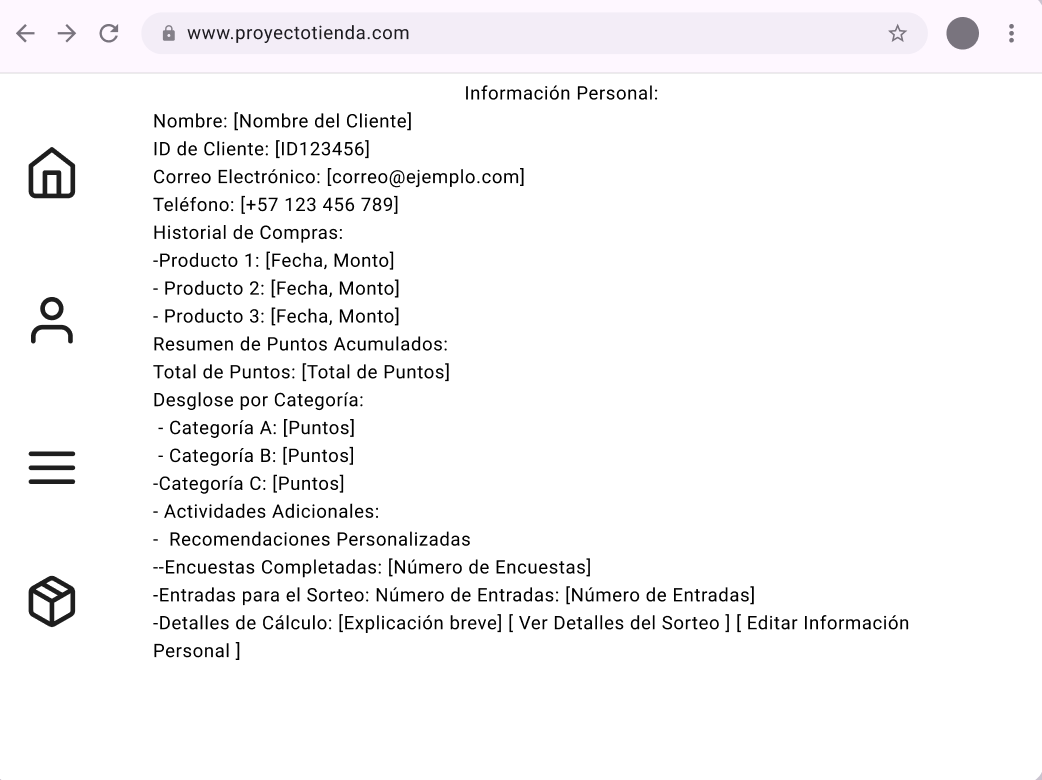 www.proyectotienda.com
Información Personal:
Nombre: [Nombre del Cliente]
ID de Cliente: [ID123456]
Correo Electrónico: [correo@ejemplo.com]
Teléfono: [+57 123 456 789]
Historial de Compras:
-Producto 1: [Fecha, Monto]
- Producto 2: [Fecha, Monto]
- Producto 3: [Fecha, Monto]
Resumen de Puntos Acumulados:
Total de Puntos: [Total de Puntos]
Desglose por Categoría:
- Categoría A: [Puntos]
- Categoría B: [Puntos]
-Categoría C: [Puntos]
- Actividades Adicionales:
-  Recomendaciones Personalizadas
--Encuestas Completadas: [Número de Encuestas]
-Entradas para el Sorteo: Número de Entradas: [Número de Entradas]
-Detalles de Cálculo: [Explicación breve] [ Ver Detalles del Sorteo ] [ Editar Información
Personal ]